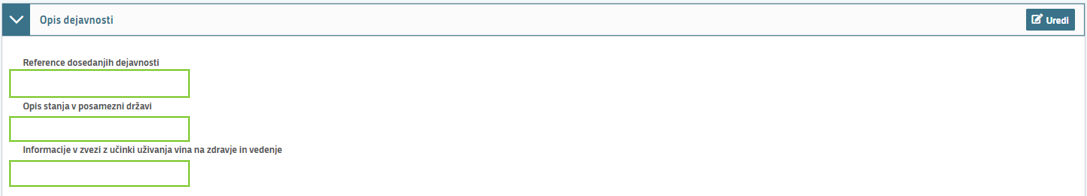 Opis dejavnosti
Uredi
Reference dosedanjih dejavnosti
Opis stanja v posamezni državi
Informacije v zvezi z učinki uživanja vina na zdravje in vedenje